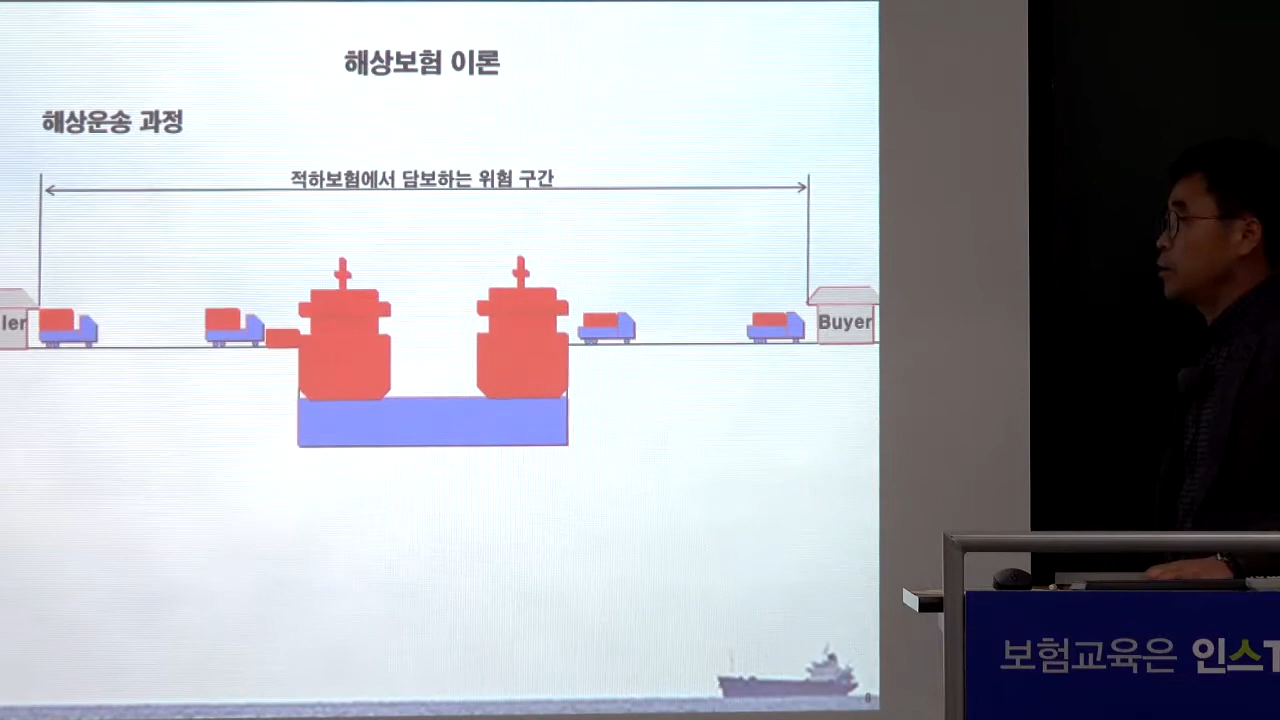 해상보험 이론
해상운송 과정
적하보험에서 담보하는 위험 구간
ler
Buyer
보험교육은 인스